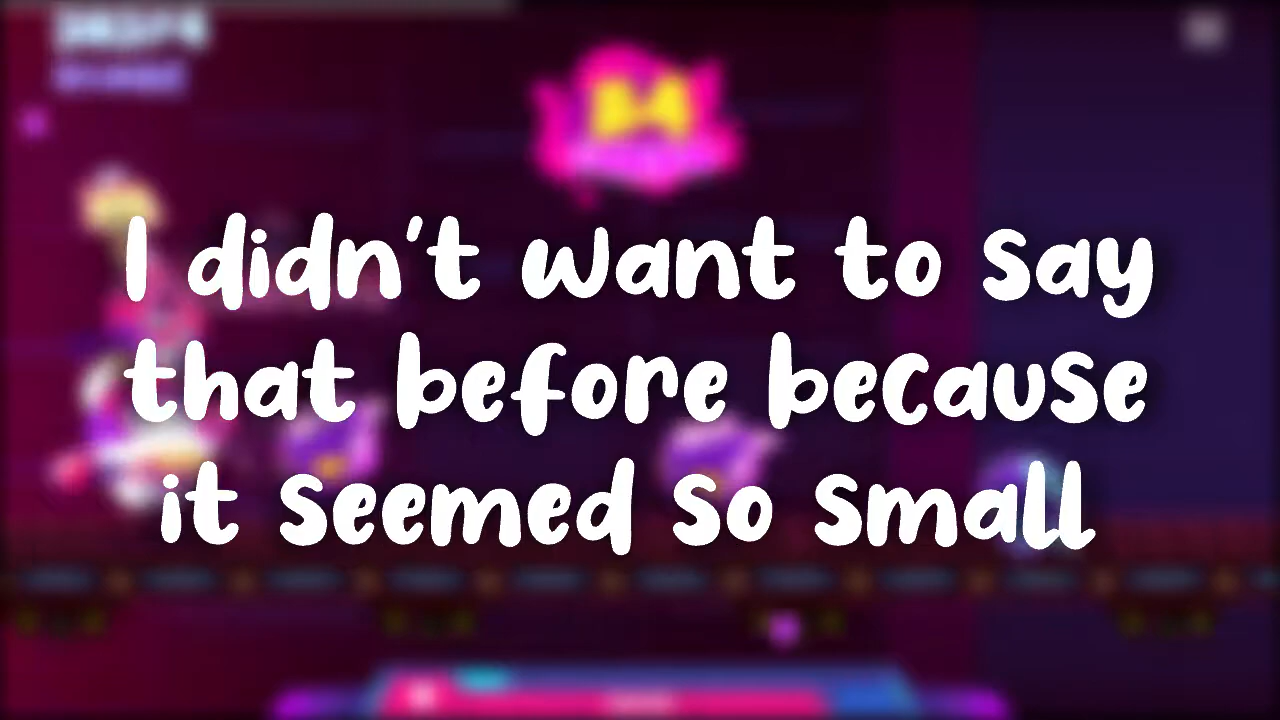 I didn't want to say
that before because
it seemed so small